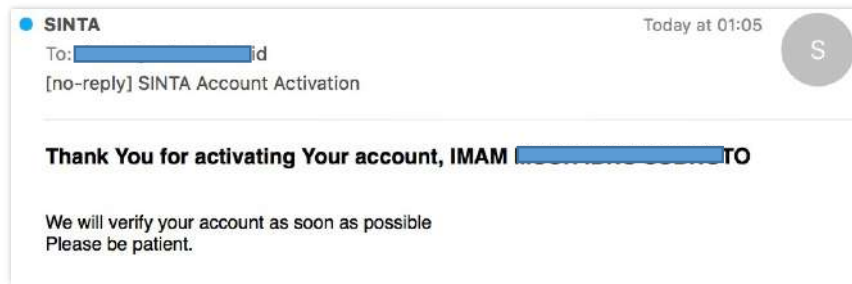 SINTA
Today at 01:05
S
To: id
[no-reply] SINTA Account Activation
Thank You for activating Your account, IMAM TO
We will verify your account as soon as possible
Please be patient.